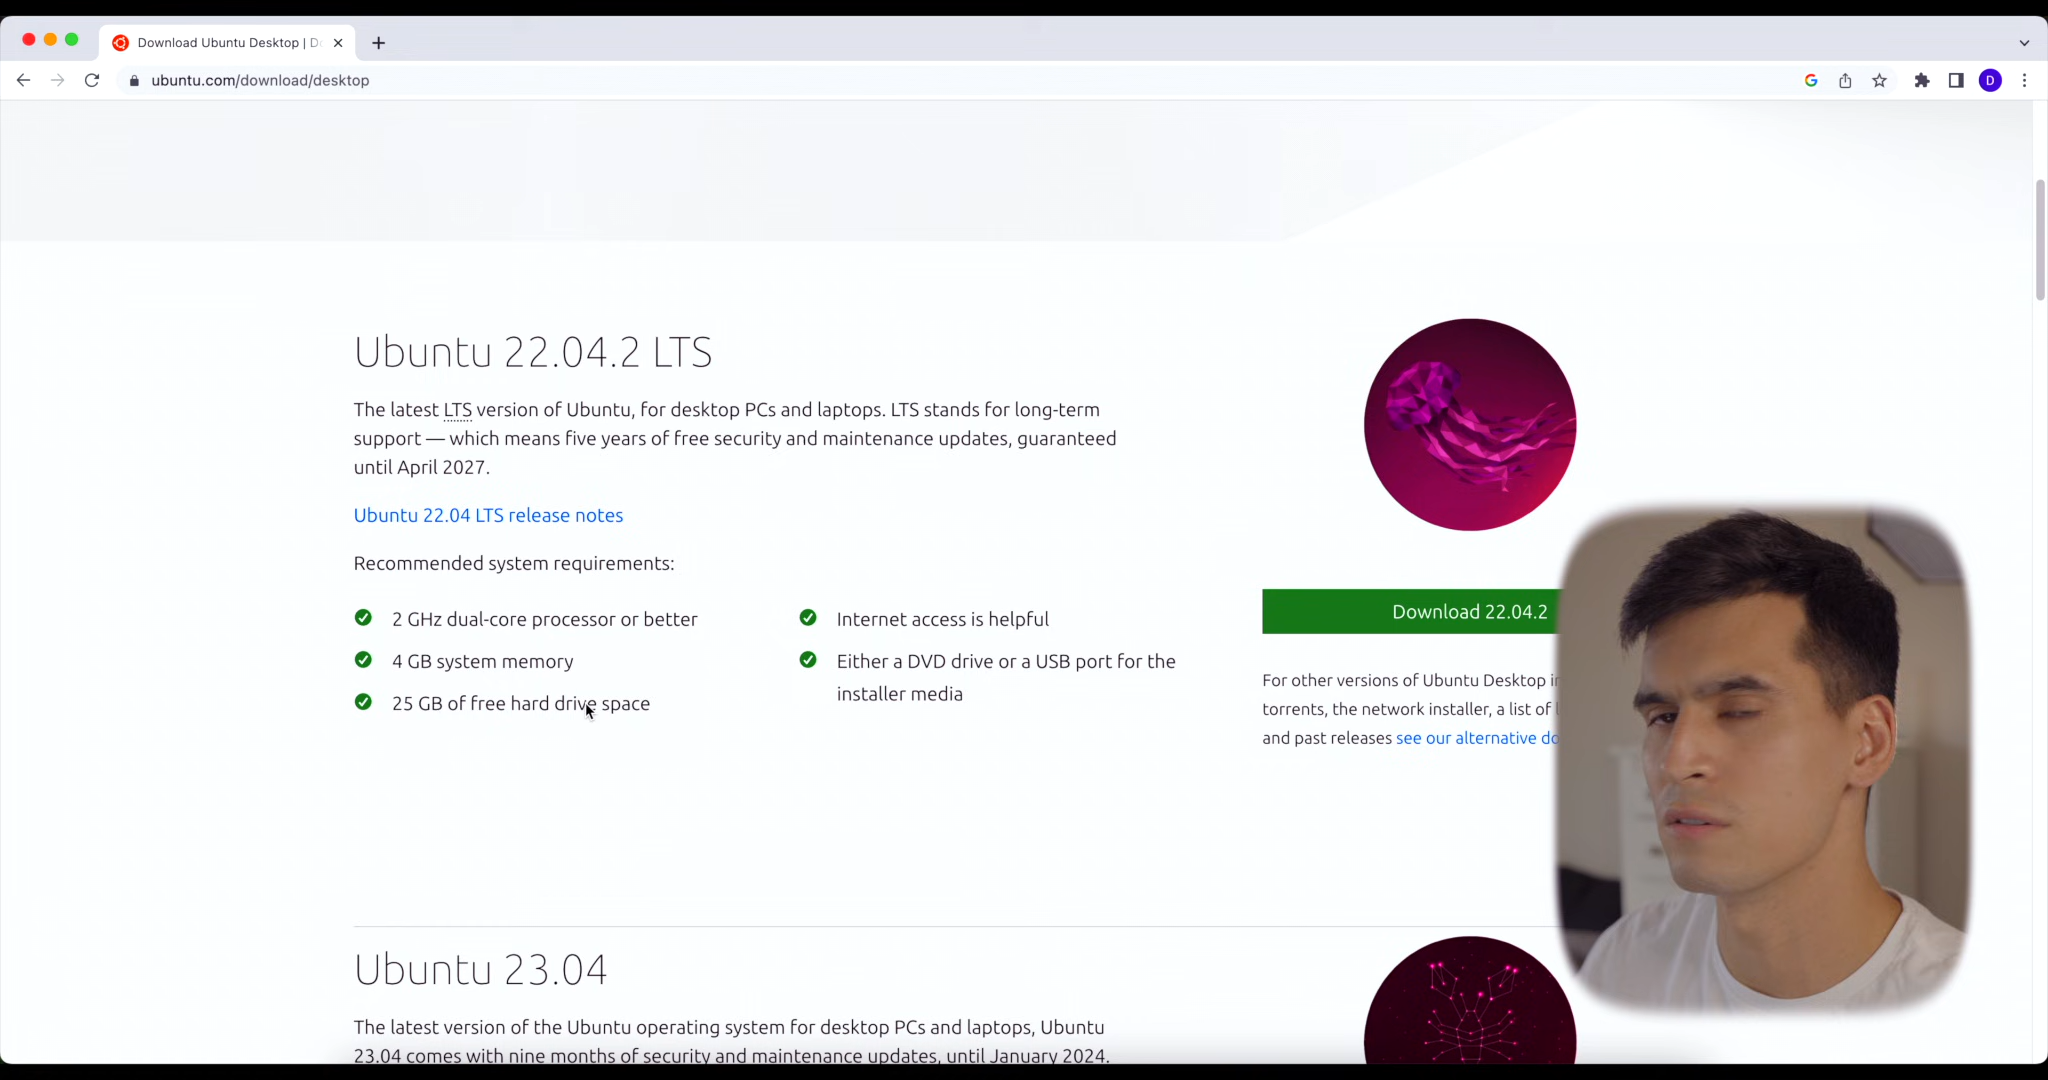 Download Ubuntu Desktop | D
ubuntu.com/download/desktop
D
Ubuntu 22.04.2 LTS
The latest LTS version of Ubuntu, for desktop PCs and laptops. LTS stands for long-term
support — which means five years of free security and maintenance updates, guaranteed
until April 2027.
Ubuntu 22.04 LTS release notes
Recommended system requirements:
2 GHz dual-core processor or better
4 GB system memory
25 GB of free hard drive space
Internet access is helpful
Either a DVD drive or a USB port for the
installer media
Download 22.04.2
For other versions of Ubuntu Desktop
torrents, the network installer, a list of
and past releases see our alternative
Ubuntu 23.04
The latest version of the Ubuntu operating system for desktop PCs and laptops, Ubuntu
23.04 comes with nine months of security and maintenance updates, until January 2024.